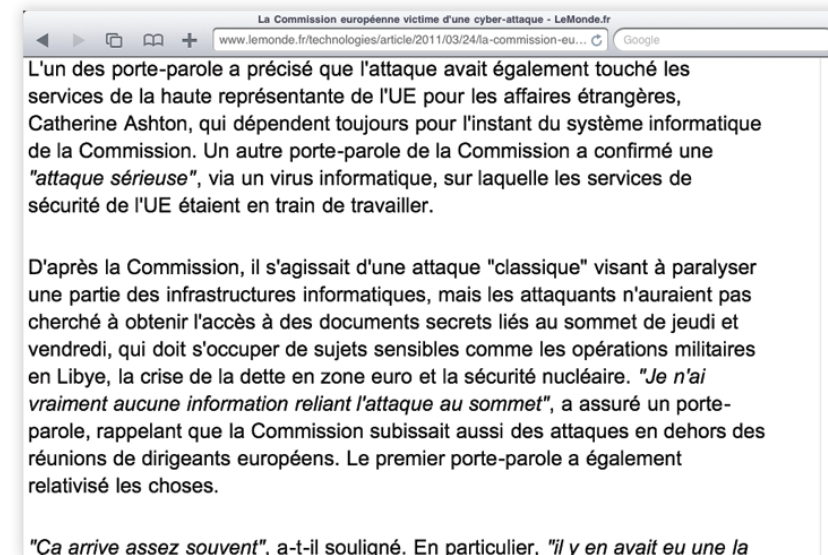 La Commission européenne victime d'une cyber-attaque - LeMonde.fr
www.lemonde.fr/technologies/article/2011/03/24/la-commission-eu... Google
L'un des porte-parole a précisé que l'attaque avait également touché les
services de la haute représentante de l'UE pour les affaires étrangères,
Catherine Ashton, qui dépendent toujours pour l'instant du système informatique
de la Commission. Un autre porte-parole de la Commission a confirmé une
"attaque sérieuse", via un virus informatique, sur laquelle les services de
sécurité de l'UE étaient en train de travailler.
D'après la Commission, il s'agissait d'une attaque "classique" visant à paralyser
une partie des infrastructures informatiques, mais les attaquants n'auraient pas
cherché à obtenir l'accès à des documents secrets liés au sommet de jeudi et
vendredi, qui doit s'occuper de sujets sensibles comme les opérations militaires
en Libye, la crise de la dette en zone euro et la sécurité nucléaire. "Je n'ai
vraiment aucune information reliant l'attaque au sommet", a assuré un porte-
parole, rappelant que la Commission subissait aussi des attaques en dehors des
réunions de dirigeants européens. Le premier porte-parole a également
relativisé les choses.
"Ca arrive assez souvent", a-t-il souligné. En particulier, "il y en avait eu une la